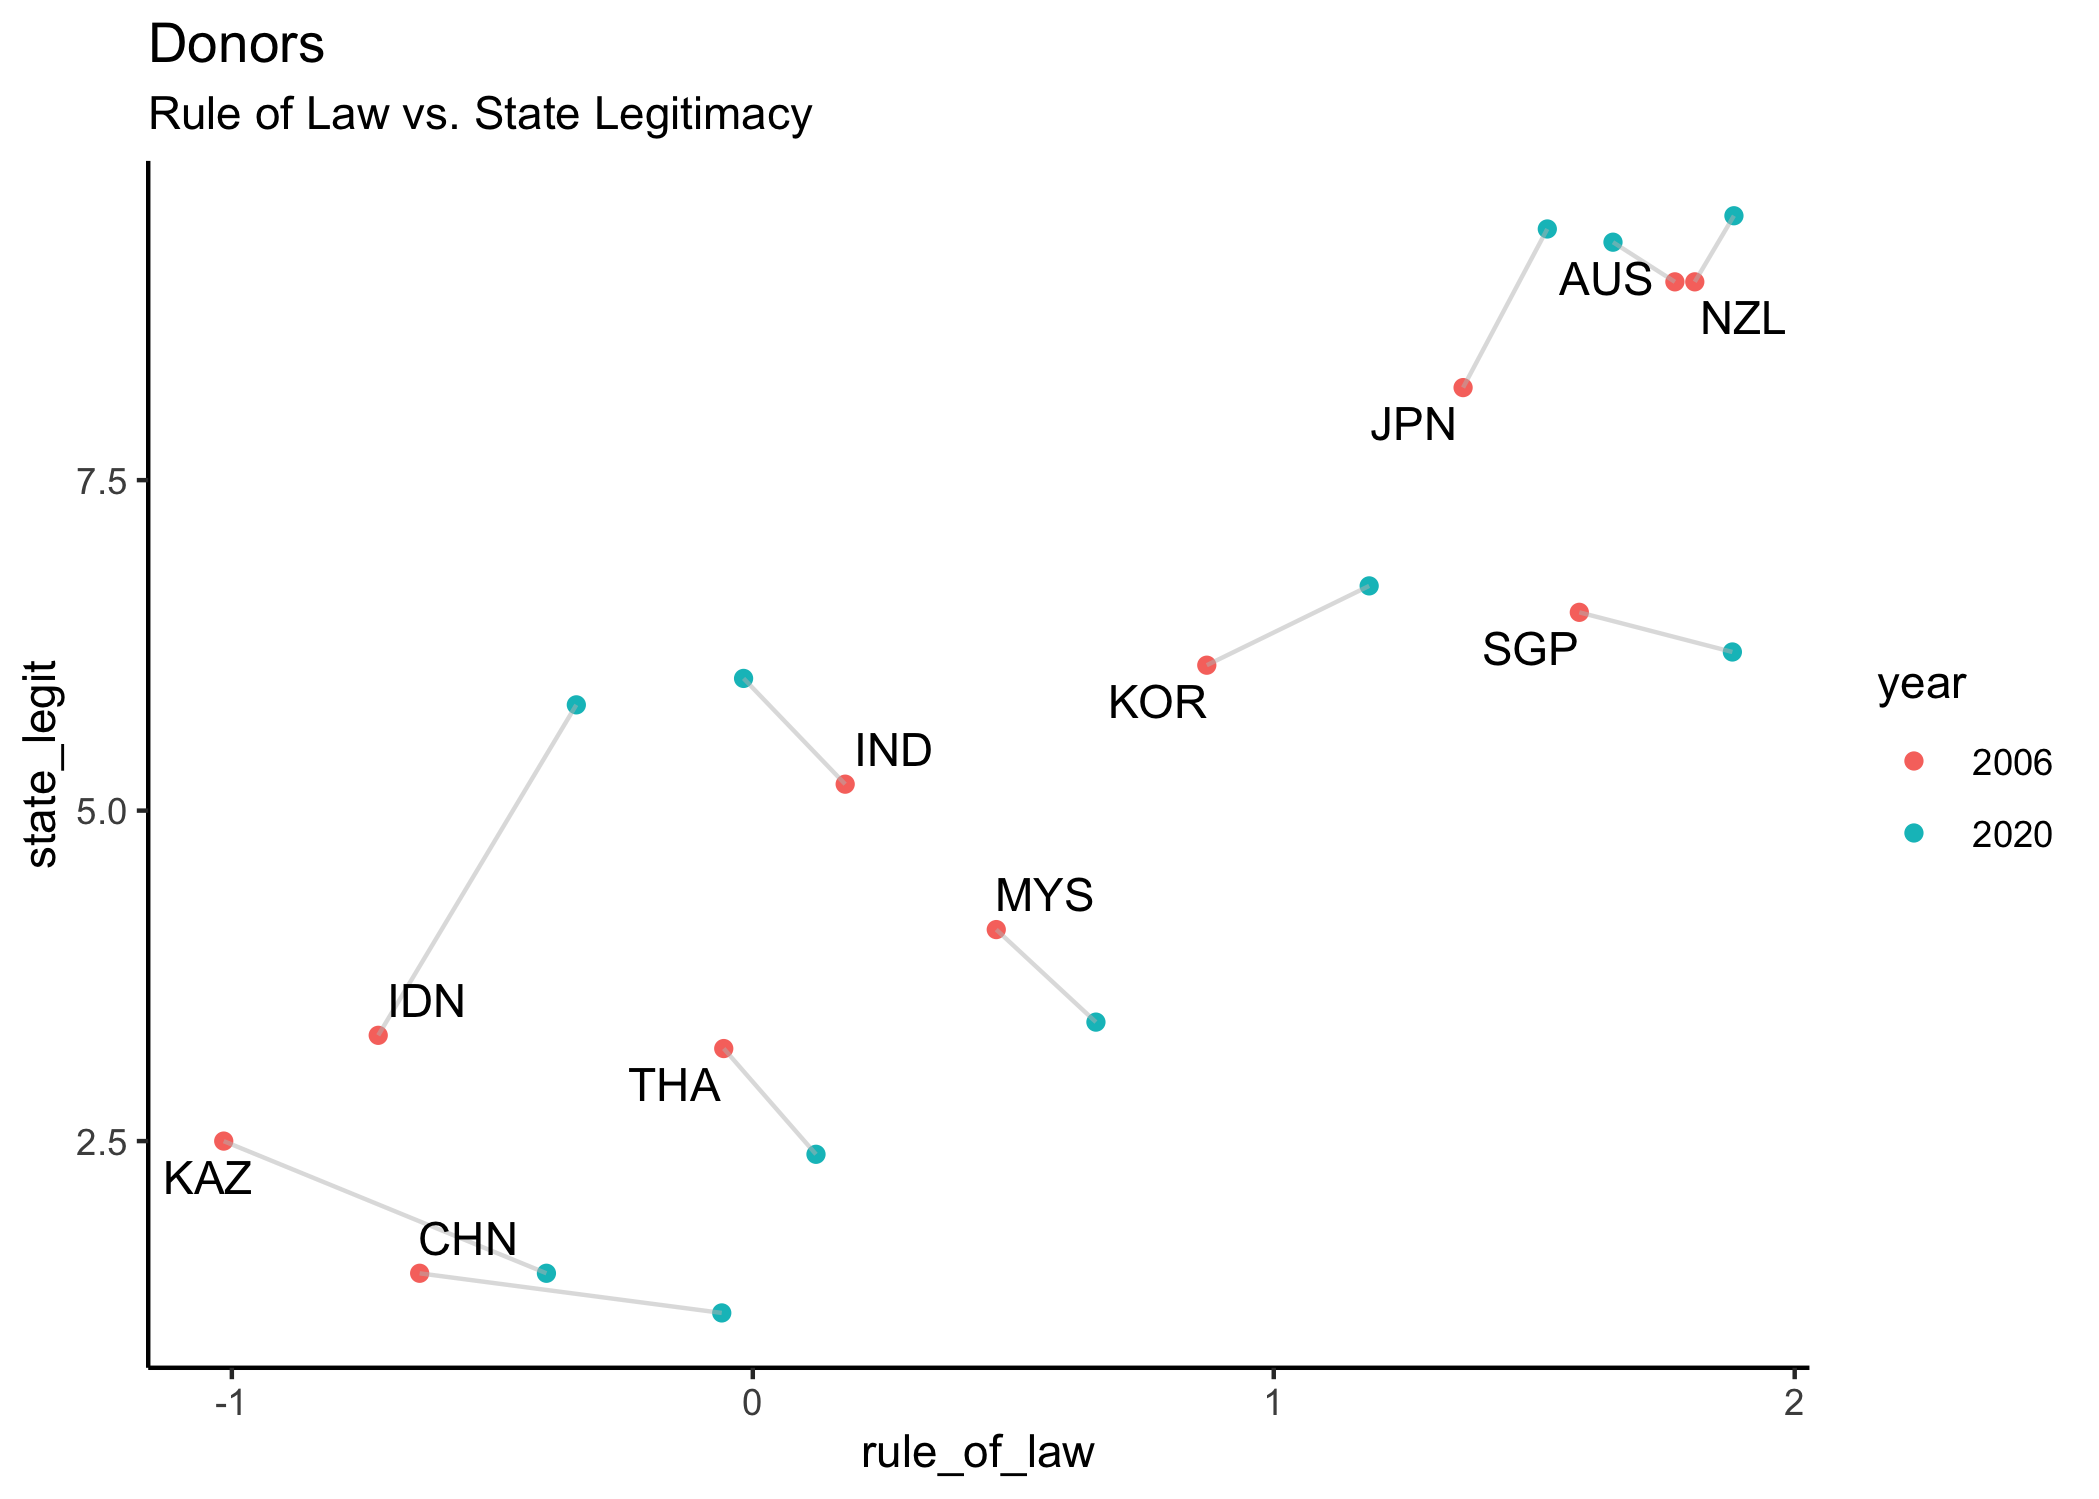 Donors
Rule of Law vs. State Legitimacy
AUS
NZL
JPN
7.5
SGP
KOR
IND
state_legit
year
2006
2020
5.0
MYS
IDN
THA
2.5
KAZ
CHN
-1
0
1
2
rule_of_law